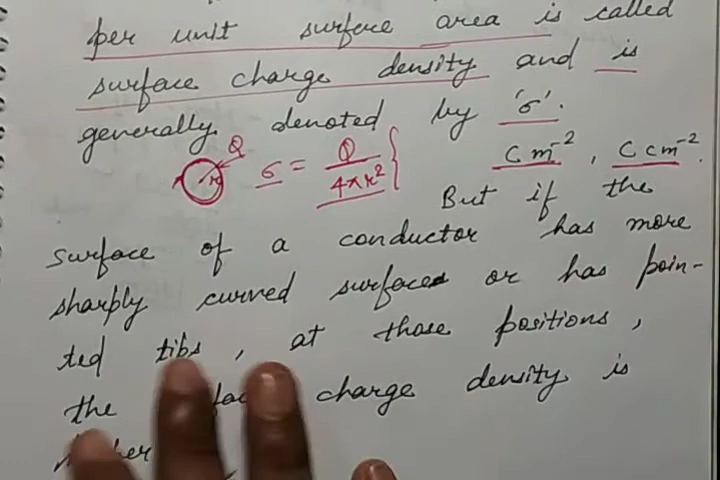 per unit surface area is called
surface charge density and is
generally denoted by 'σ'.
Q
r σ = Q / 4πr² } C m⁻², C cm⁻².
But if the
surface of a conductor has more
sharply curved surfaces or has poin-
ted tibs, at those positions,
the charge density is